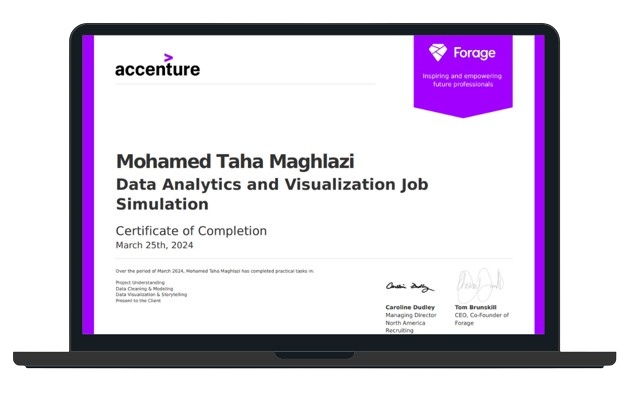 accenture
Forage
Inspiring and empowering
future professionals
Mohamed Taha Maghlazi
Data Analytics and Visualization Job
Simulation
Certificate of Completion
March 25th, 2024
Over the period of March 2024, Mohamed Taha Maghlazi has completed practical tasks in:
Project Understanding
Data Cleaning & Modeling
Data Visualization & Storytelling
Present to the Client
Caroline Dudley
Managing Director
North America
Recruiting
Tom Brunskill
CEO, Co-Founder of
Forage